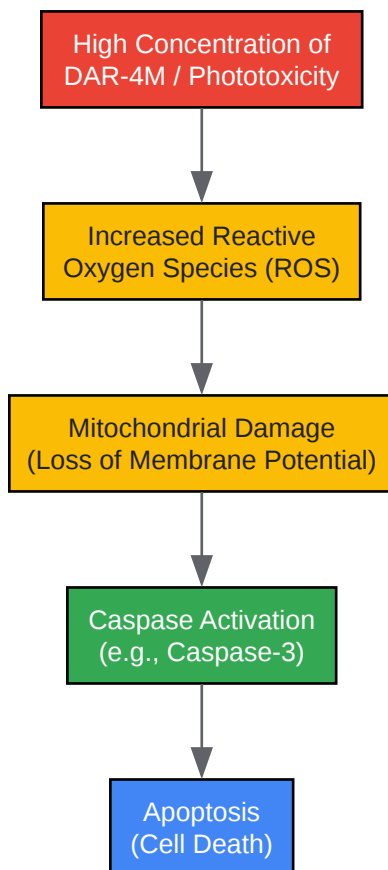 High Concentration of
DAR-4M / Phototoxicity
Increased Reactive
Oxygen Species (ROS)
Mitochondrial Damage
(Loss of Membrane Potential)
Caspase Activation
(e.g., Caspase-3)
Apoptosis
(Cell Death)